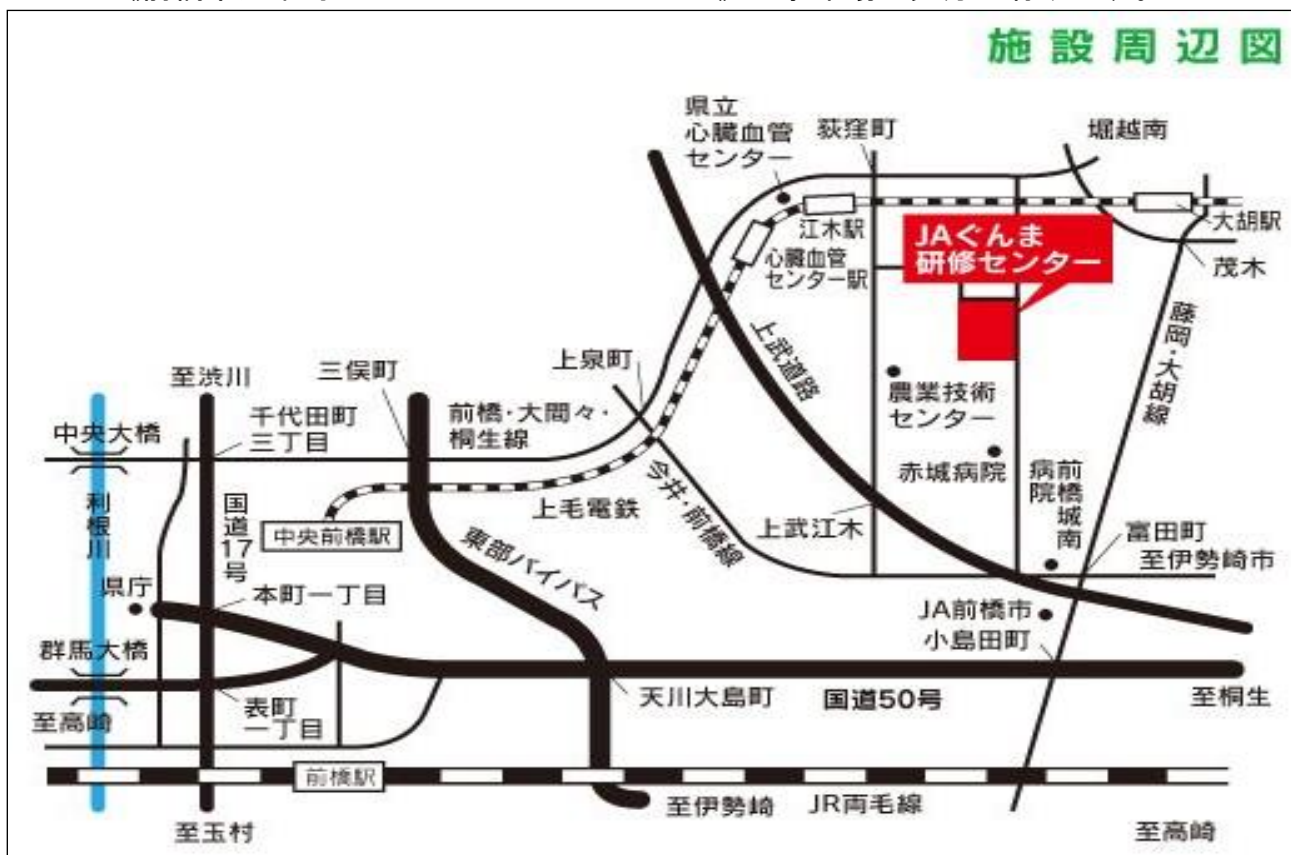 施設周辺図
県立
心臓血管
センター
荻窪町
堀越南
江木駅
大胡駅
JAぐんま
研修センター
心臓血管
センター駅
茂木
藤岡・大胡線
上武道路
上泉町
三俣町
至渋川
千代田町
三丁目
前橋・大間々・
桐生線
中央大橋
農業技術
センター
赤城病院
前橋城南
病院
利根川
国道17号
中央前橋駅
上毛電鉄
今井・前橋線
上武江木
富田町
至伊勢崎市
東部バイパス
県庁
本町一丁目
JA前橋市
小島田町
群馬大橋
天川大島町
国道50号
至桐生
表町
一丁目
至高崎
前橋駅
至伊勢崎
JR両毛線
至玉村
至高崎